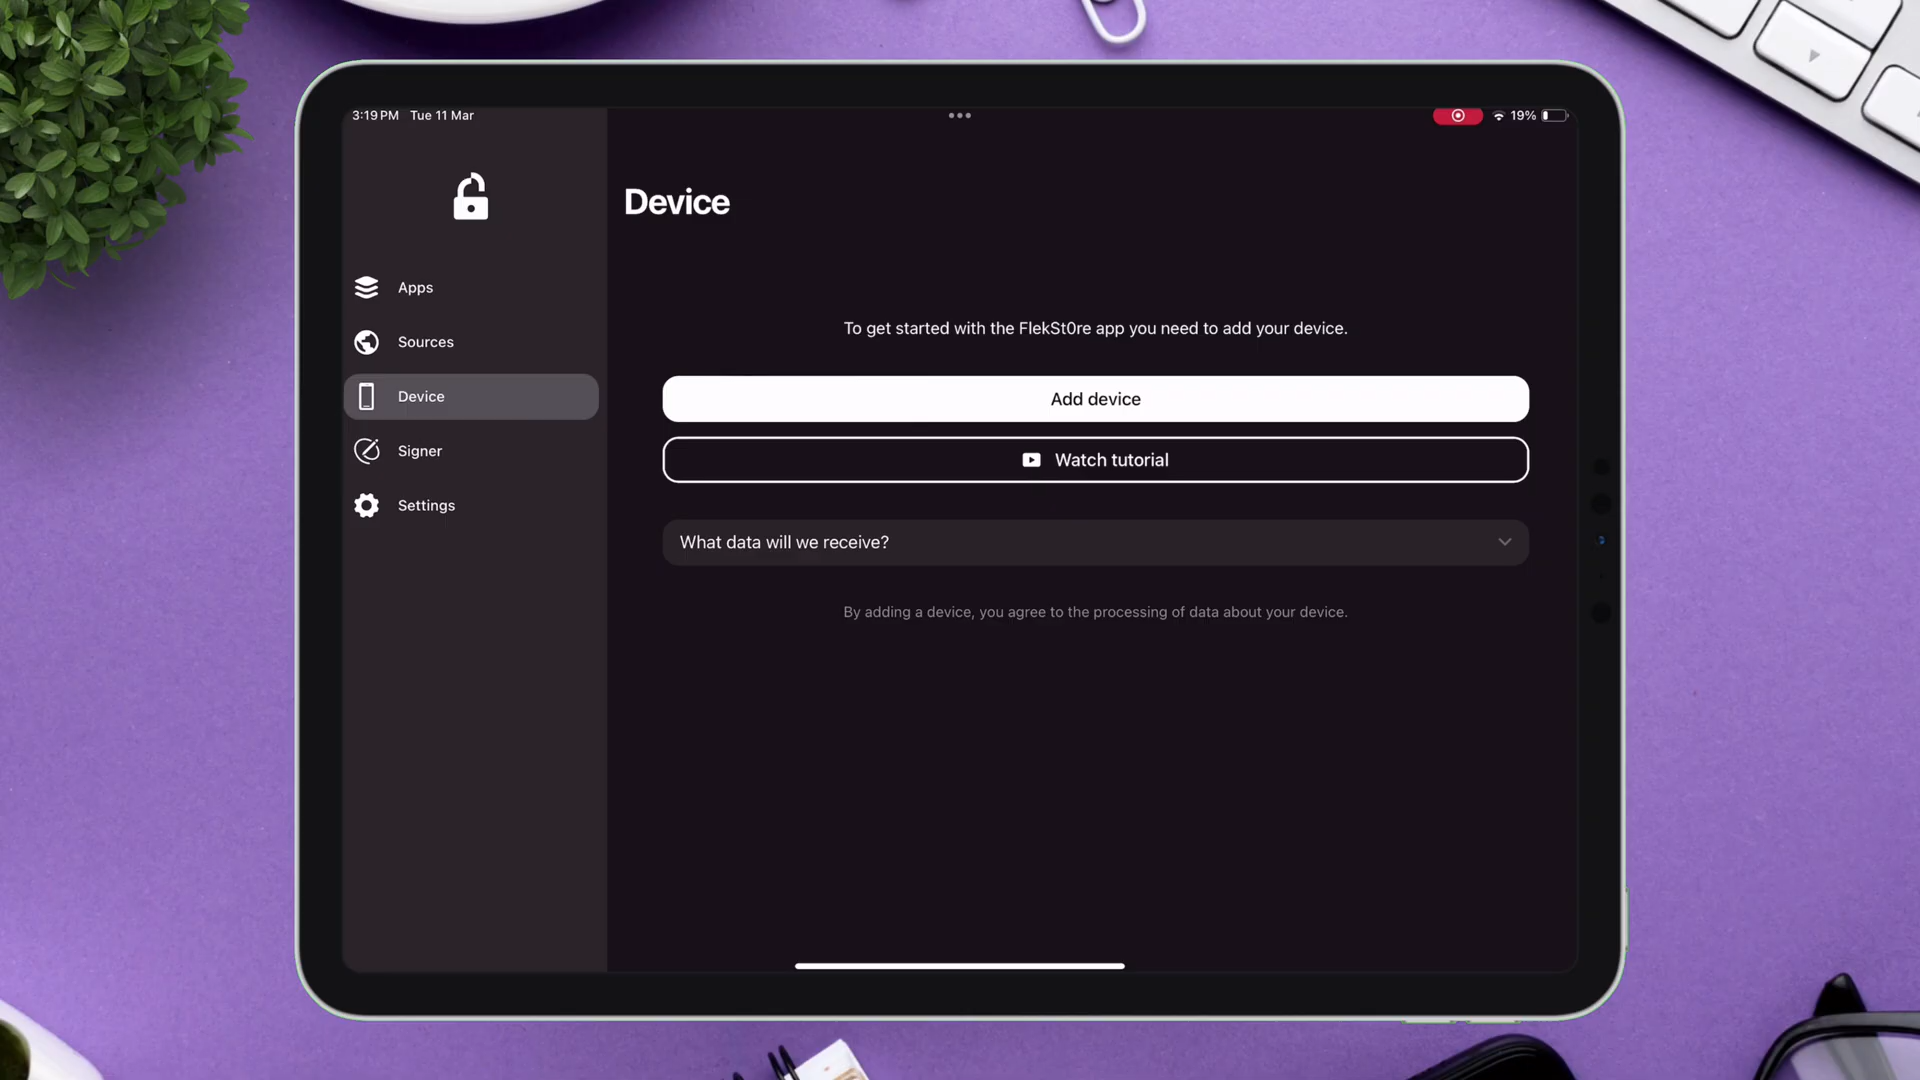 3:19 PM Tue 11 Mar
19%
Device
Apps
Sources
Device
Signer
Settings
To get started with the FlekSt0re app you need to add your device.
Add device
Watch tutorial
What data will we receive?
By adding a device, you agree to the processing of data about your device.